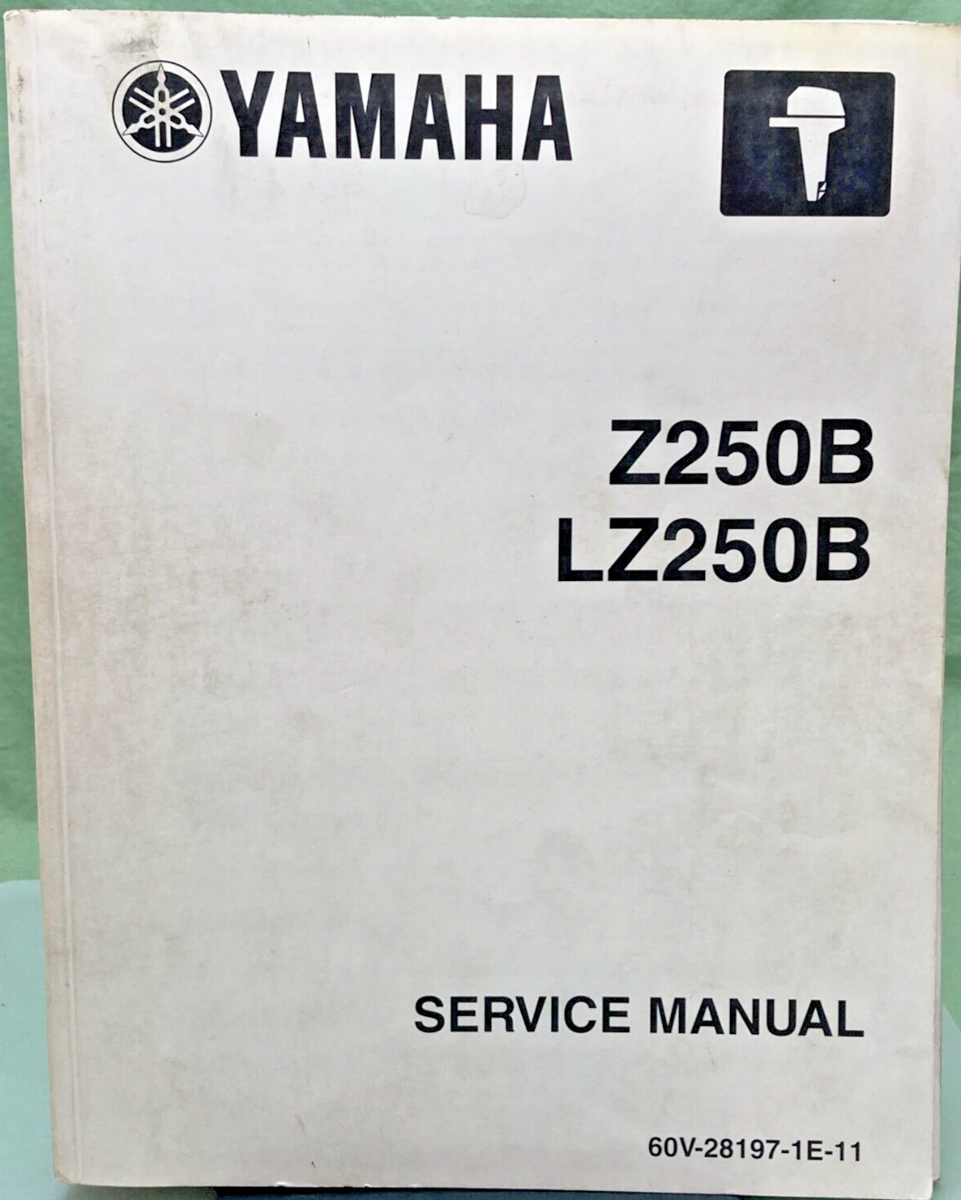 YAMAHA
Z250B
LZ250B
SERVICE MANUAL
60V-28197-1E-11